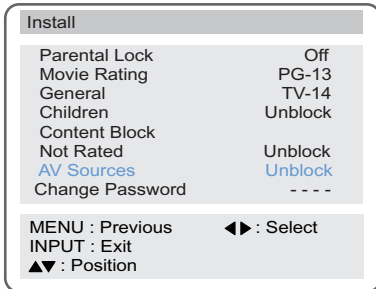 Install
Parental Lock Off
Movie Rating PG-13
General TV-14
Children Unblock
Content Block
Not Rated Unblock
AV Sources Unblock
Change Password - - - -
MENU : Previous ◀▶ : Select
INPUT : Exit
▲▼ : Position